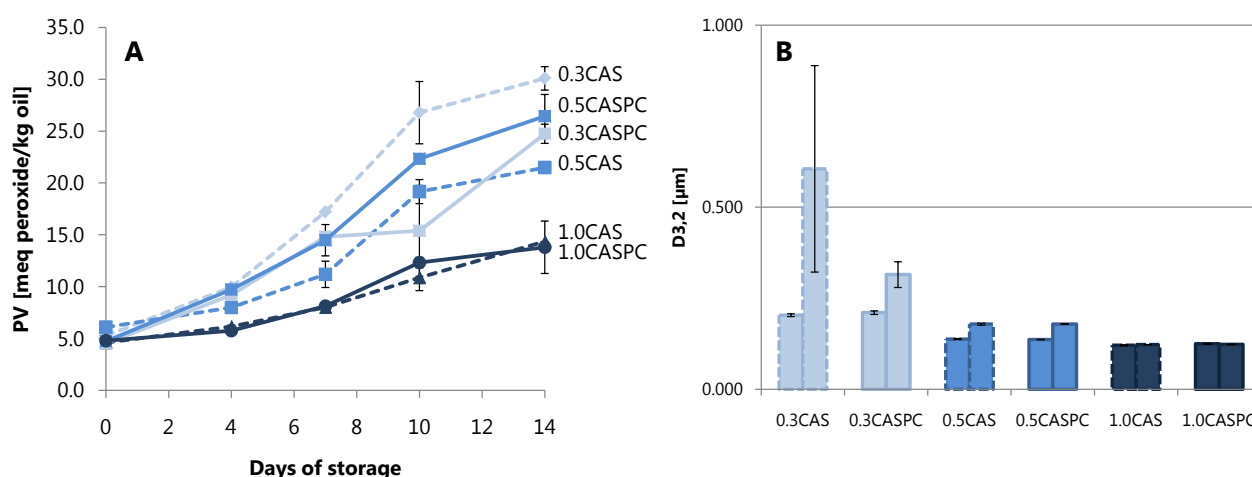 A
PV [meq peroxide/kg oil]
35.0
30.0
25.0
20.0
15.0
10.0
5.0
0.0
0 2 4 6 8 10 12 14
Days of storage
0.3CAS
0.5CASPC
0.3CASPC
0.5CAS
1.0CAS
1.0CASPC
B
D3,2 [µm]
1.000
0.500
0.000
0.3CAS 0.3CASPC 0.5CAS 0.5CASPC 1.0CAS 1.0CASPC